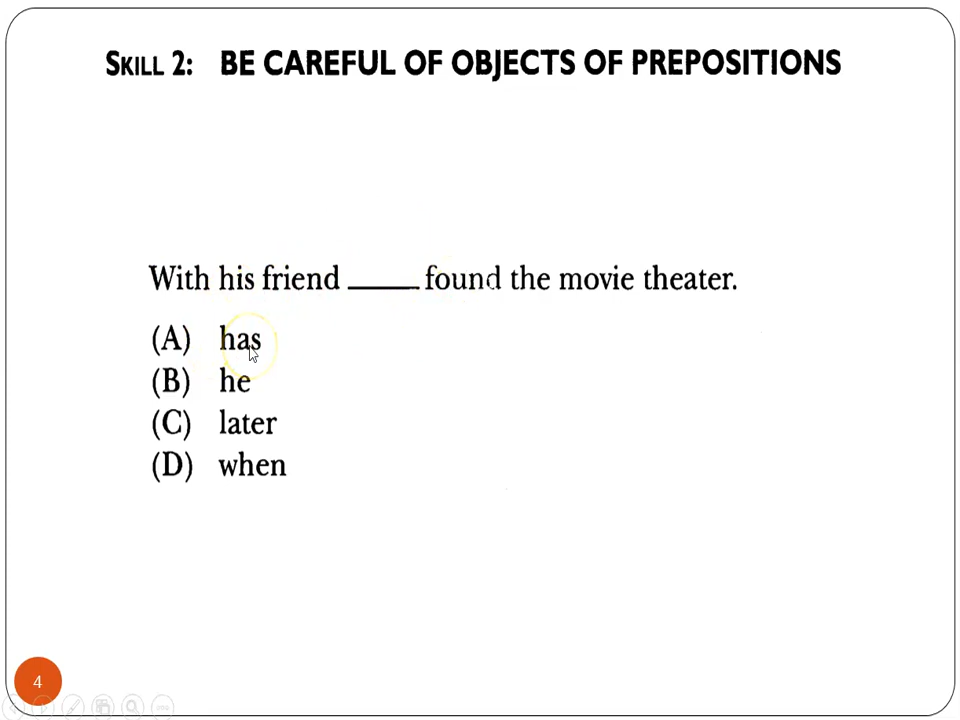 SKILL 2: BE CAREFUL OF OBJECTS OF PREPOSITIONS
With his friend ____ found the movie theater.
(A) has
(B) he
(C) later
(D) when
4